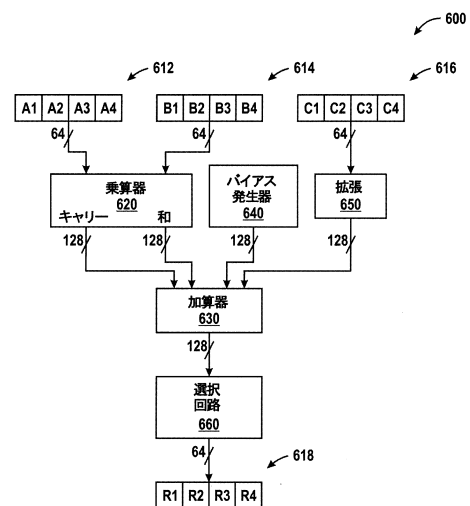 600
612
614
616
A1 A2 A3 A4
B1 B2 B3 B4
C1 C2 C3 C4
64
64
64
乗算器
620
キャリー 和
バイアス
発生器
640
拡張
650
128
128
128
128
加算器
630
128
選択
回路
660
64
618
R1 R2 R3 R4